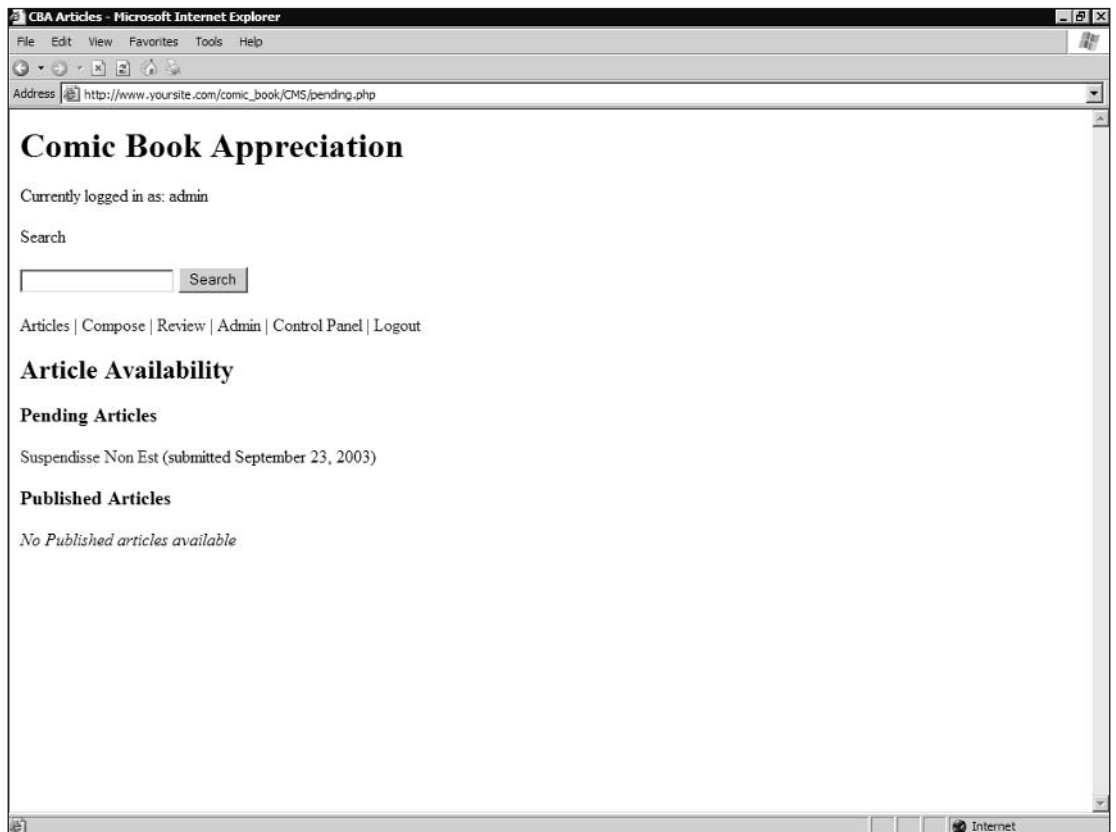 CBA Articles - Microsoft Internet Explorer
File Edit View Favorites Tools Help
Address http://www.yoursite.com/comic_book/CMS/pending.php
Comic Book Appreciation
Currently logged in as: admin
Search
Search
Articles | Compose | Review | Admin | Control Panel | Logout
Article Availability
Pending Articles
Suspendisse Non Est (submitted September 23, 2003)
Published Articles
No Published articles available
Internet